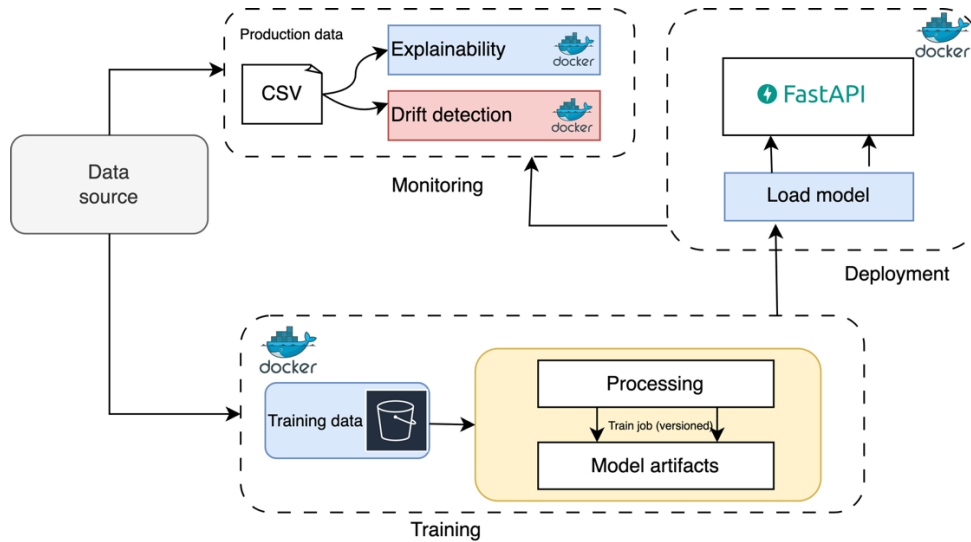 Production data
CSV
Explainability
docker
Drift detection
docker
Monitoring
docker
FastAPI
Load model
Deployment
Data
source
docker
Training data
Processing
Train job (versioned)
Model artifacts
Training